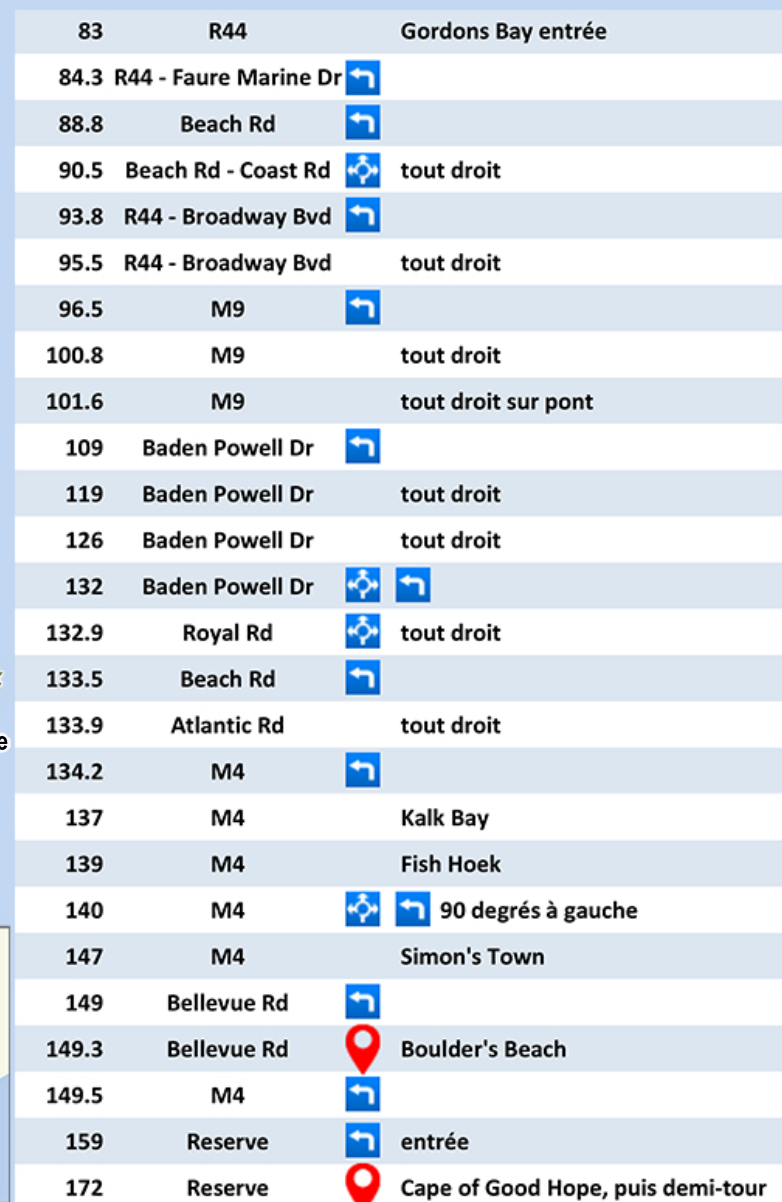 83 R44 Gordons Bay entrée
84.3 R44 - Faure Marine Dr
88.8 Beach Rd
90.5 Beach Rd - Coast Rd tout droit
93.8 R44 - Broadway Bvd
95.5 R44 - Broadway Bvd tout droit
96.5 M9
100.8 M9 tout droit
101.6 M9 tout droit sur pont
109 Baden Powell Dr
119 Baden Powell Dr tout droit
126 Baden Powell Dr tout droit
132 Baden Powell Dr
132.9 Royal Rd tout droit
133.5 Beach Rd
133.9 Atlantic Rd tout droit
134.2 M4
137 M4 Kalk Bay
139 M4 Fish Hoek
140 M4 90 degrés à gauche
147 M4 Simon's Town
149 Bellevue Rd
149.3 Bellevue Rd Boulder's Beach
149.5 M4
159 Reserve entrée
172 Reserve Cape of Good Hope, puis demi-tour